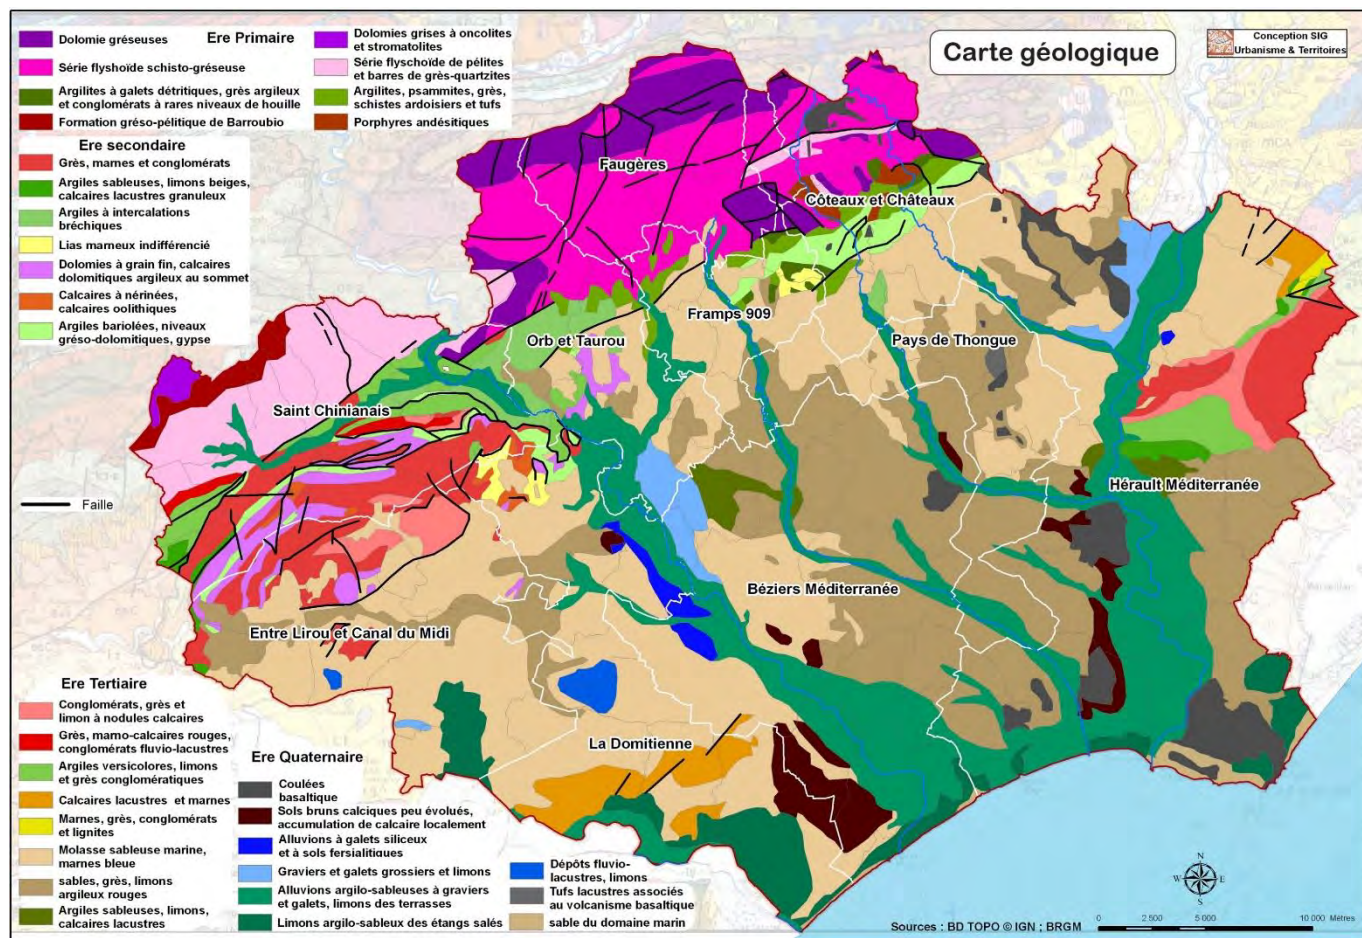 Carte géologique
Conception SIG
Urbanisme & Territoires
Ere Primaire
Dolomie gréseuses
Série flyshoïde schisto-gréseuse
Argilites à galets détritiques, grès argileux
et conglomérats à rares niveaux de houille
Formation gréso-pélitique de Barroubio
Dolomies grises à oncolites
et stromatolites
Série flyschoïde de pélites
et barres de grès-quartzites
Argilites, psammites, grès,
schistes ardoisiers et tufs
Porphyres andésitiques
Ere secondaire
Grès, marnes et conglomérats
Argiles sableuses, limons beiges,
calcaires lacustres granuleux
Argiles à intercalations
bréchiques
Lias marneux indifférencié
Dolomies à grain fin, calcaires
dolomitiques argileux au sommet
Calcaires à nérinées,
calcaires oolithiques
Argiles bariolées, niveaux
gréso-dolomitiques, gypse
Faille
Faugères
Côteaux et Châteaux
Framps 909
Orb et Taurou
Pays de Thongue
Saint Chinianais
Hérault Méditerranée
Béziers Méditerranée
Entre Lirou et Canal du Midi
La Domitienne
Ere Tertiaire
Conglomérats, grès et
limon à nodules calcaires
Grès, marno-calcaires rouges,
conglomérats fluvio-lacustres
Argiles versicolores, limons
et grès conglomératiques
Calcaires lacustres et marnes
Marnes, grès, conglomérats
et lignites
Molasse sableuse marine,
marnes bleue
sables, grès, limons
argileux rouges
Argiles sableuses, limons,
calcaires lacustres
Ere Quaternaire
Coulées
basaltique
Sols bruns calciques peu évolués,
accumulation de calcaire localement
Alluvions à galets siliceux
et à sols fersialitiques
Graviers et galets grossiers et limons
Alluvions argilo-sableuses à graviers
et galets, limons des terrasses
Limons argilo-sableux des étangs salés
Dépôts fluvio-
lacustres, limons
Tufs lacustres associés
au volcanisme basaltique
sable du domaine marin
N
W E
S
Sources : BD TOPO © IGN ; BRGM
0 2 500 5 000 10 000 Mètres